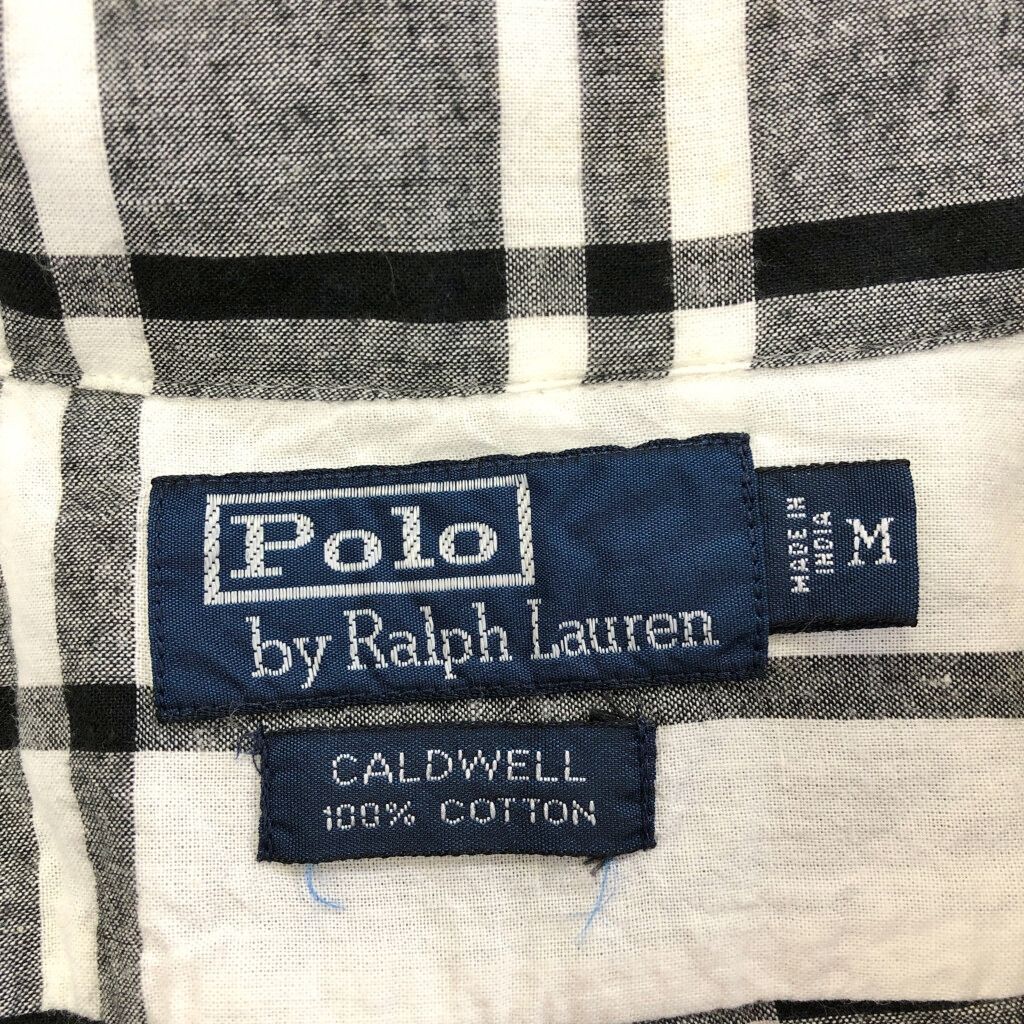 Polo
by Ralph Lauren
MADE IN
INDIA
M
CALDWELL
100% COTTON